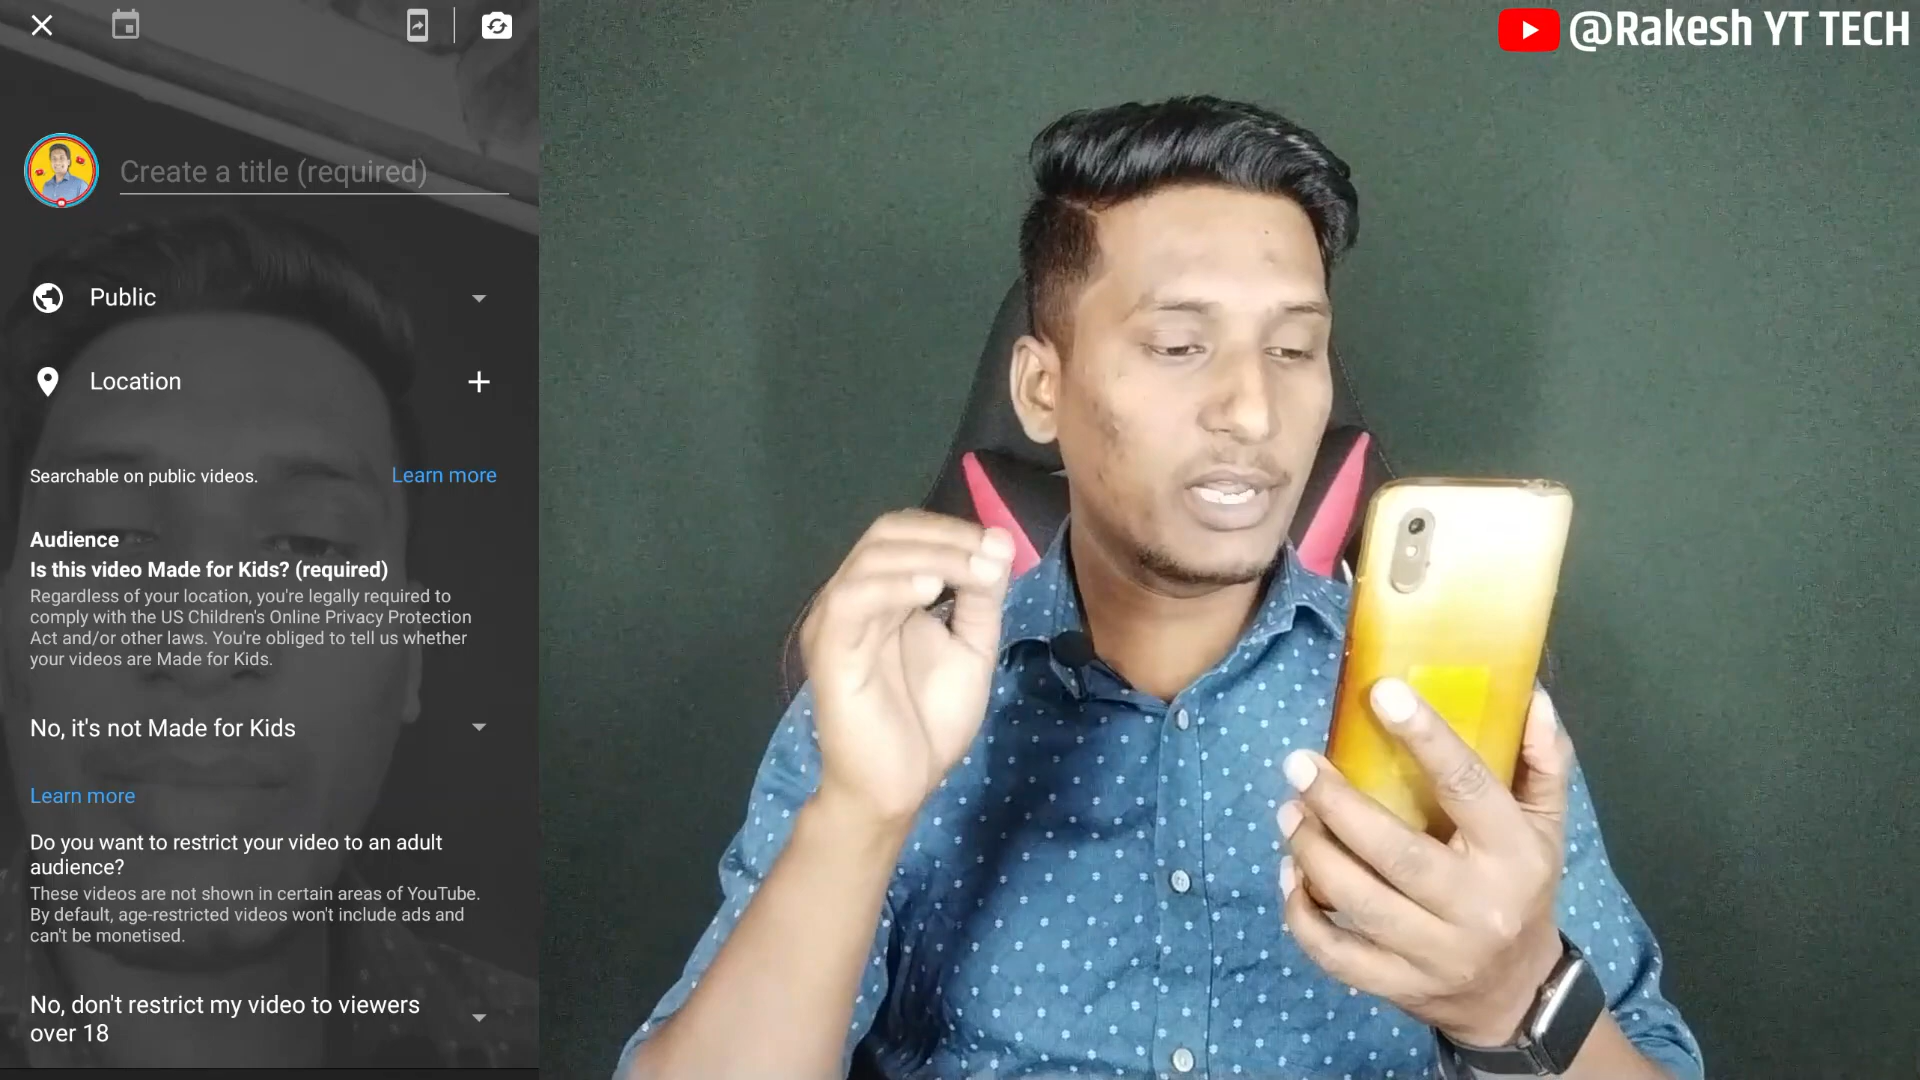 @Rakesh YT TECH
Create a title (required)
Public
Location
Searchable on public videos. Learn more
Audience
Is this video Made for Kids? (required)
Regardless of your location, you're legally required to
comply with the US Children's Online Privacy Protection
Act and/or other laws. You're obliged to tell us whether
your videos are Made for Kids.
No, it's not Made for Kids
Learn more
Do you want to restrict your video to an adult
audience?
These videos are not shown in certain areas of YouTube.
By default, age-restricted videos won't include ads and
can't be monetised.
No, don't restrict my video to viewers
over 18